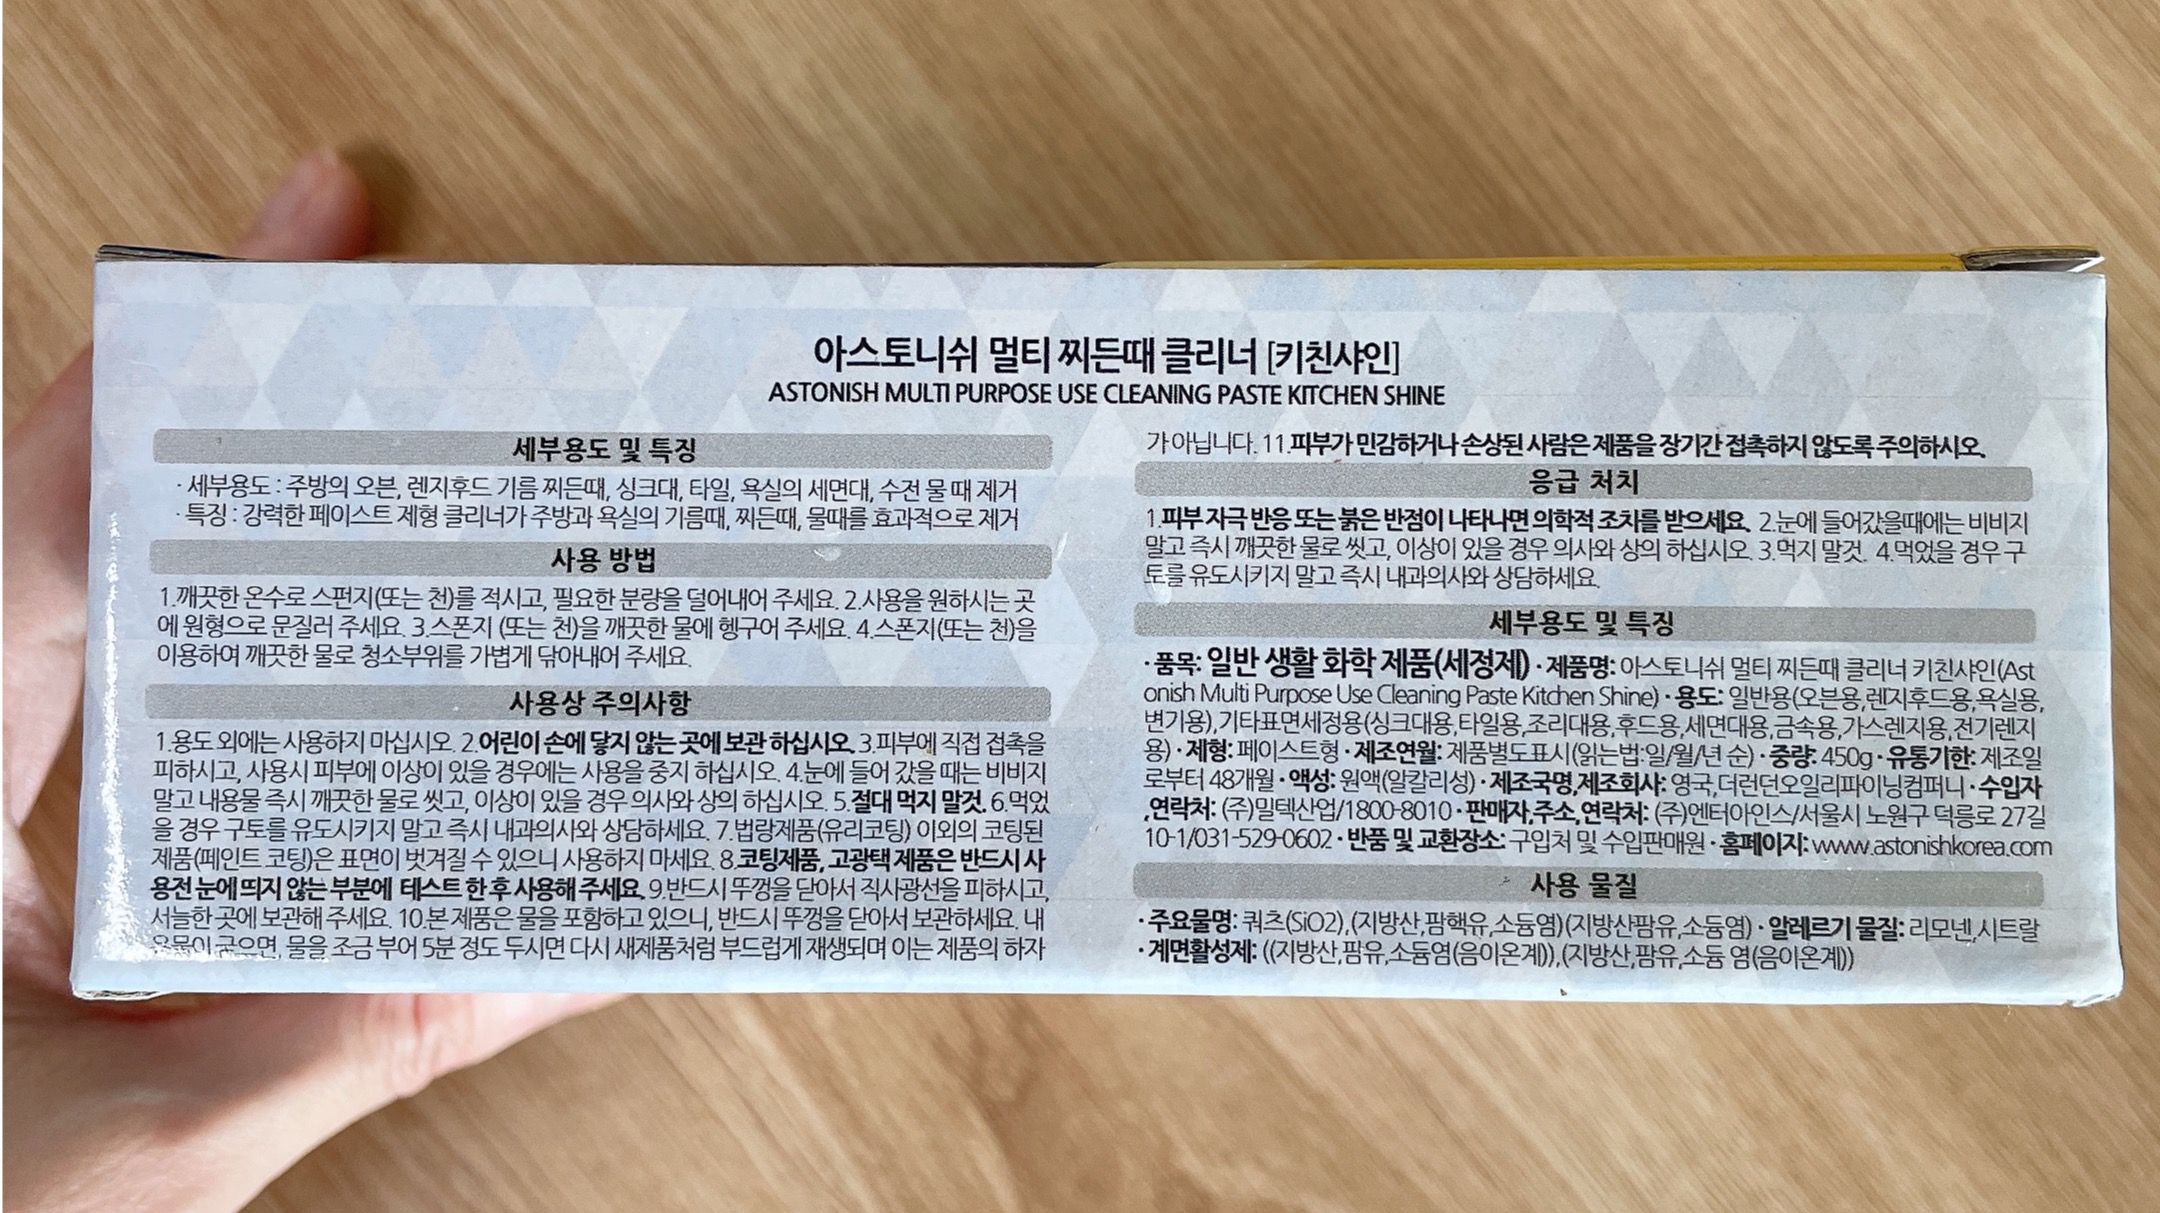 아스토니쉬 멀티 찌든때 클리너 [키친샤인]
ASTONISH MULTI PURPOSE USE CLEANING PASTE KITCHEN SHINE
세부용도 및 특징
· 세부용도 : 주방의 오븐, 렌지후드 기름 찌든때, 싱크대, 타일, 욕실의 세면대, 수전 물 때 제거
· 특징 : 강력한 페이스트 제형 클리너가 주방과 욕실의 기름때, 찌든때, 물때를 효과적으로 제거
사용 방법
1.깨끗한 온수로 스펀지(또는 천)를 적시고, 필요한 분량을 덜어내어 주세요. 2.사용을 원하시는 곳
에 원형으로 문질러 주세요. 3.스폰지 (또는 천)을 깨끗한 물에 헹구어 주세요. 4.스폰지(또는 천)을
이용하여 깨끗한 물로 청소부위를 가볍게 닦아내어 주세요.
사용상 주의사항
1.용도 외에는 사용하지 마십시오. 2.어린이 손에 닿지 않는 곳에 보관 하십시오. 3.피부에 직접 접촉을
피하시고, 사용시 피부에 이상이 있을 경우에는 사용을 중지 하십시오. 4.눈에 들어 갔을 때는 비비지
말고 내용물 즉시 깨끗한 물로 씻고, 이상이 있을 경우 의사와 상의 하십시오. 5.절대 먹지 말것. 6.먹었
을 경우 구토를 유도시키지 말고 즉시 내과의사와 상담하세요. 7.법랑제품(유리코팅) 이외의 코팅된
제품(페인트 코팅)은 표면이 벗겨질 수 있으니 사용하지 마세요. 8.코팅제품, 고광택 제품은 반드시 사
용전 눈에 띄지 않는 부분에 테스트 한 후 사용해 주세요. 9.반드시 뚜껑을 닫아서 직사광선을 피하시고,
서늘한 곳에 보관해 주세요. 10.본 제품은 물을 포함하고 있으니, 반드시 뚜껑을 닫아서 보관하세요. 내
용물이 굳으면, 물을 조금 부어 5분 정도 두시면 다시 새제품처럼 부드럽게 재생되며 이는 제품의 하자
가 아닙니다. 11.피부가 민감하거나 손상된 사람은 제품을 장기간 접촉하지 않도록 주의하시오.
응급 처치
1.피부 자극 반응 또는 붉은 반점이 나타나면 의학적 조치를 받으세요. 2.눈에 들어갔을때에는 비비지
말고 즉시 깨끗한 물로 씻고, 이상이 있을 경우 의사와 상의 하십시오. 3.먹지 말것. 4.먹었을 경우 구
토를 유도시키지 말고 즉시 내과의사와 상담하세요.
세부용도 및 특징
· 품목: 일반 생활 화학 제품(세정제) · 제품명: 아스토니쉬 멀티 찌든때 클리너 키친샤인(Ast
onish Multi Purpose Use Cleaning Paste Kitchen Shine) · 용도: 일반용(오븐용,렌지후드용,욕실용,
변기용),기타표면세정용(싱크대용,타일용,조리대용,후드용,세면대용,금속용,가스렌지용,전기렌지
용) · 제형: 페이스트형 · 제조연월: 제품별도표시(읽는법:일/월/년 순) · 중량: 450g · 유통기한: 제조일
로부터 48개월 · 액성: 원액(알칼리성) · 제조국명,제조회사: 영국,더런던오일리파이닝컴퍼니 · 수입자
,연락처: (주)밀텍산업/1800-8010 · 판매자,주소,연락처: (주)엔터아인스/서울시 노원구 덕릉로 27길
10-1/031-529-0602 · 반품 및 교환장소: 구입처 및 수입판매원 · 홈페이지: www.astonishkorea.com
사용 물질
· 주요물명: 쿼츠(SiO2),(지방산,팜핵유,소듐염)(지방산팜유,소듐염) · 알레르기 물질: 리모넨,시트랄
· 계면활성제: ((지방산,팜유,소듐염(음이온계)),(지방산,팜유,소듐 염(음이온계))